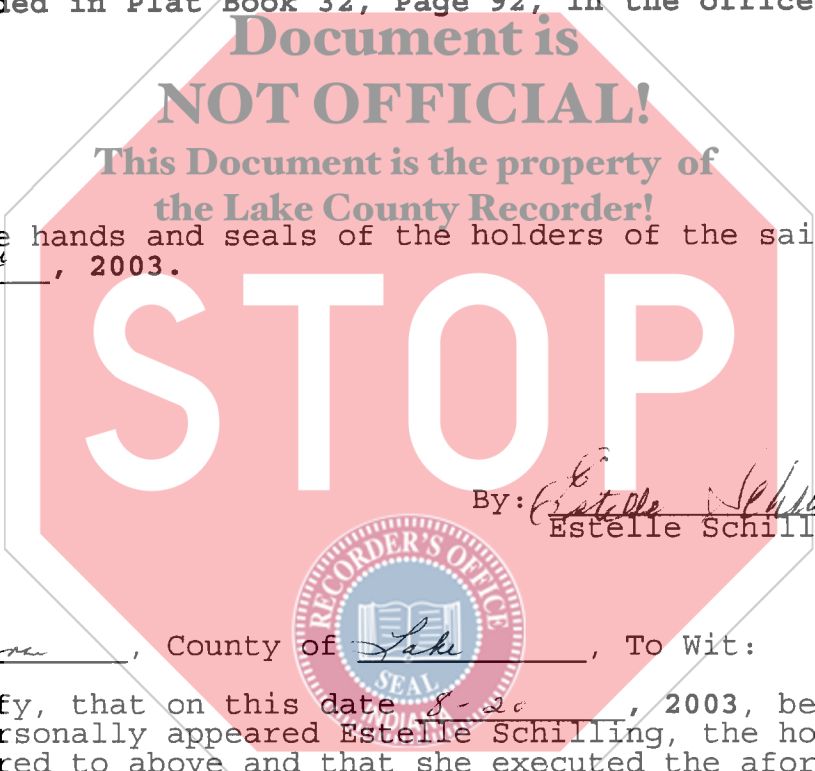 ded in Plat Book 32, Page 92, in the office
Document is
NOT OFFICIAL!
This Document is the property of
the Lake County Recorder!
e hands and seals of the holders of the sai
, 2003.
STOP
By: Estelle Schill
Estelle Schill
RECORDER'S OFFICE
, County of Lake, To Wit:
SEAL
fy, that on this date 8-20, 2003, be
INDIANA
rsonally appeared Estelle Schilling, the ho
red to above and that she executed the afor